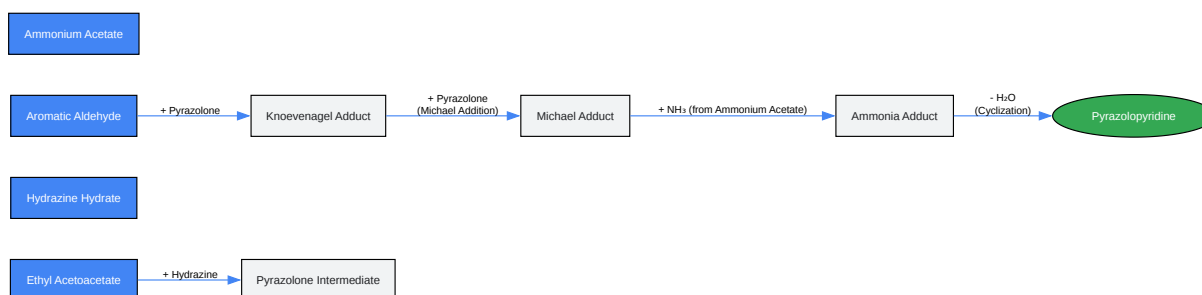 Ammonium Acetate
Aromatic Aldehyde
+ Pyrazolone
Knoevenagel Adduct
+ Pyrazolone
(Michael Addition)
Michael Adduct
+ NH₃ (from Ammonium Acetate)
Ammonia Adduct
- H₂O
(Cyclization)
Pyrazolopyridine
Hydrazine Hydrate
Ethyl Acetoacetate
+ Hydrazine
Pyrazolone Intermediate